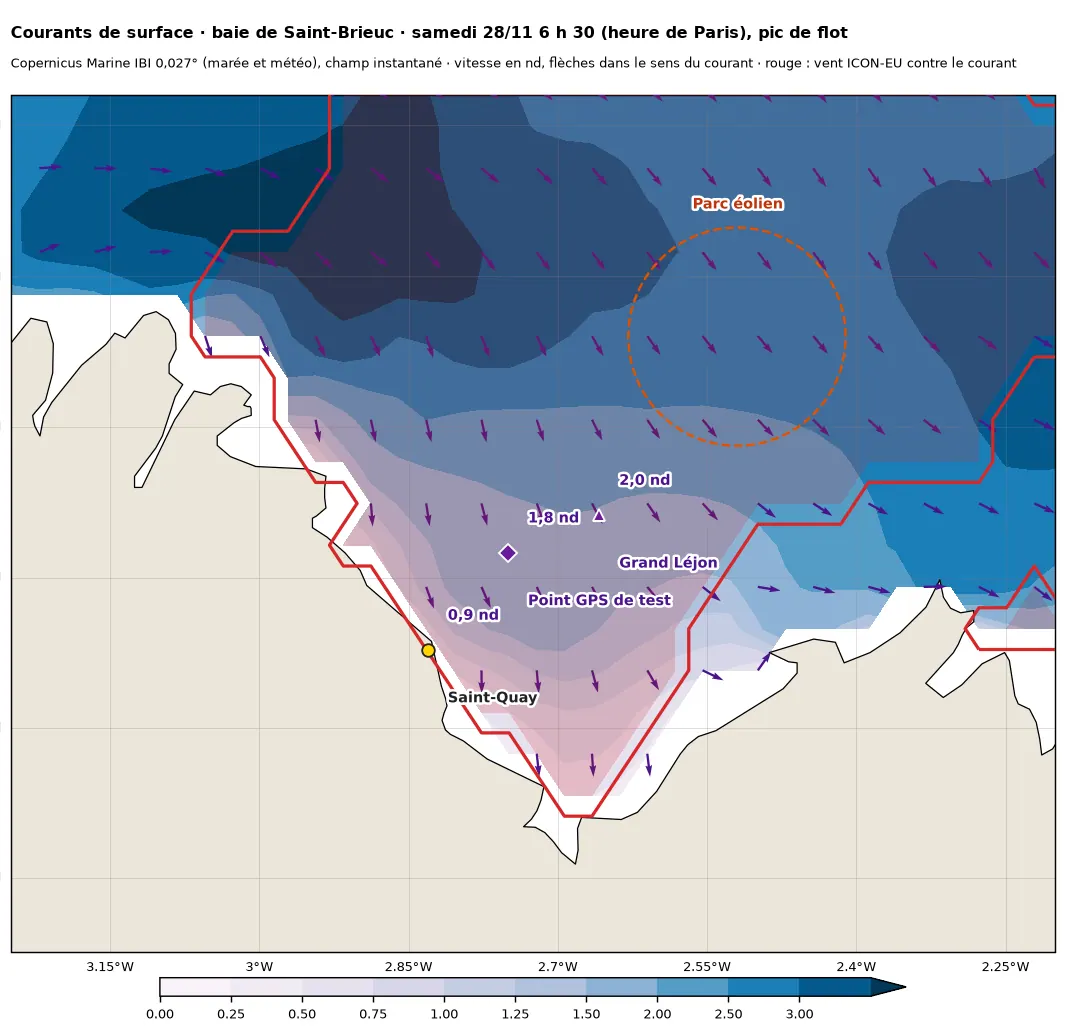 Courants de surface · baie de Saint-Brieuc · samedi 28/11 6 h 30 (heure de Paris), pic de flot
Copernicus Marine IBI 0,027° (marée et météo), champ instantané · vitesse en nd, flèches dans le sens du courant · rouge : vent ICON-EU contre le courant
Parc éolien
2,0 nd
1,8 nd
Grand Léjon
Point GPS de test
0,9 nd
Saint-Quay
3.15°W 3°W 2.85°W 2.7°W 2.55°W 2.4°W 2.25°W
0.00 0.25 0.50 0.75 1.00 1.25 1.50 2.00 2.50 3.00